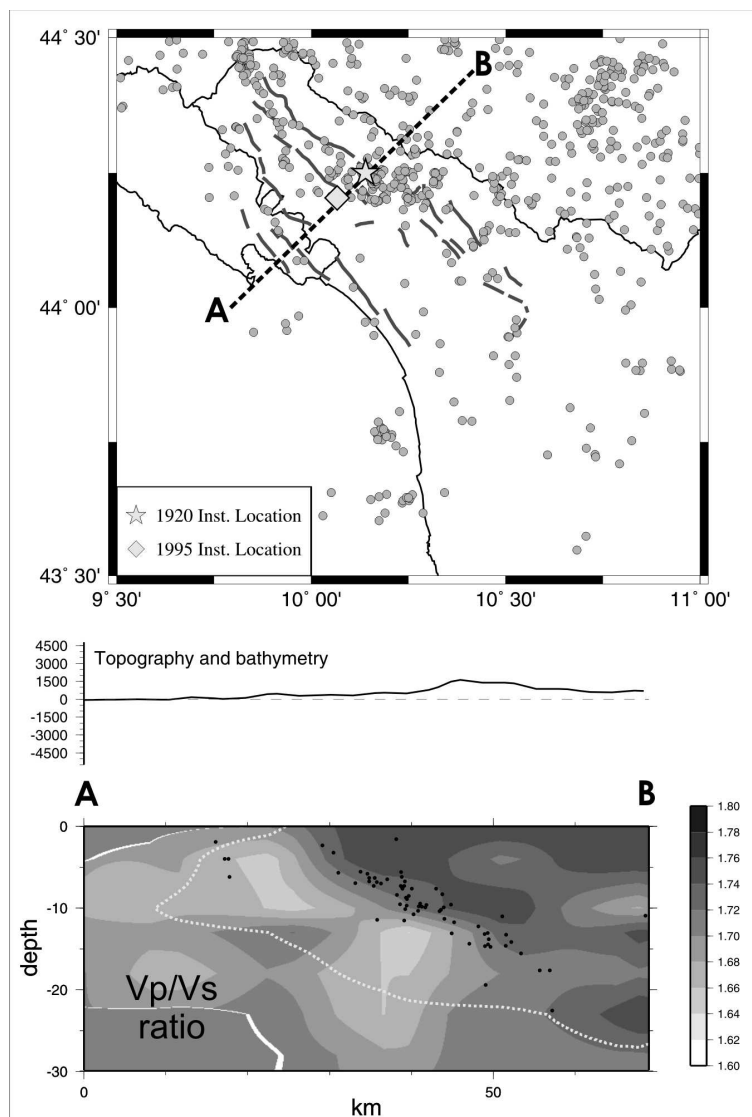 44° 30'
B
44° 00'
A
1920 Inst. Location
1995 Inst. Location
43° 30'
9° 30' 10° 00' 10° 30' 11° 00'
4500
3000
1500
0
-1500
-3000
-4500
Topography and bathymetry
A B
0
-10
-20
-30
depth
Vp/Vs
ratio
0 50
km
1.80
1.78
1.76
1.74
1.72
1.70
1.68
1.66
1.64
1.62
1.60